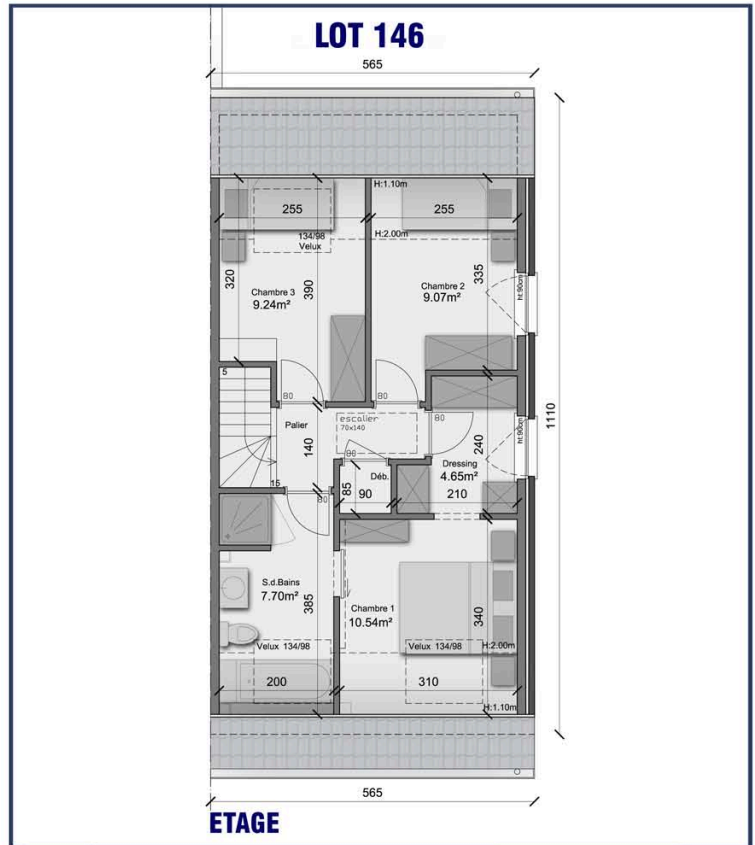 LOT 146
565
H:1.10m
255
255
134/98
Velux
H:2.00m
320
390
335
Chambre 3
9.24m²
Chambre 2
9.07m²
ht:90cm
1110
5
80
80
Palier
escalier
70x140
80
140
240
ht:90cm
Dressing
4.65m²
210
80
Déb.
85
90
15
80
S.d.Bains
7.70m²
385
Chambre 1
10.54m²
340
Velux 134/98
Velux 134/98
H:2.00m
200
310
H:1.10m
565
ETAGE